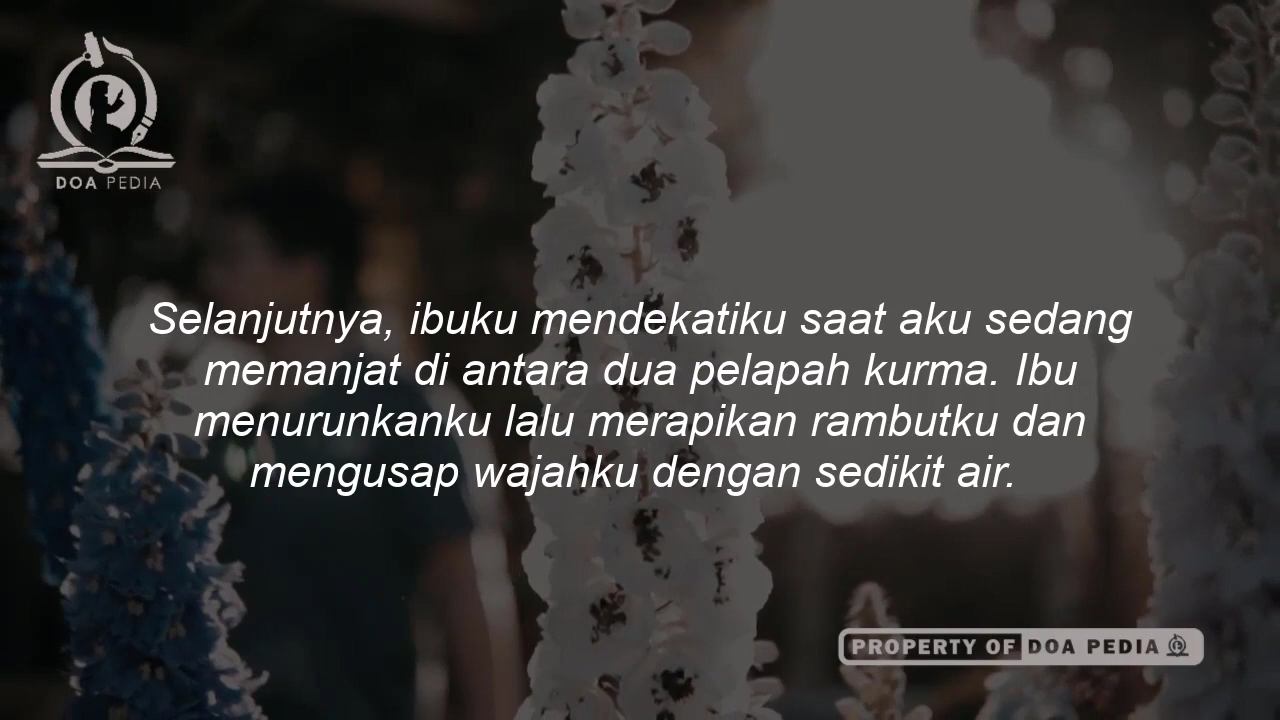 DOA PEDIA
Selanjutnya, ibuku mendekatiku saat aku sedang
memanjat di antara dua pelapah kurma. Ibu
menurunkanku lalu merapikan rambutku dan
mengusap wajahku dengan sedikit air.
PROPERTY OF DOA PEDIA